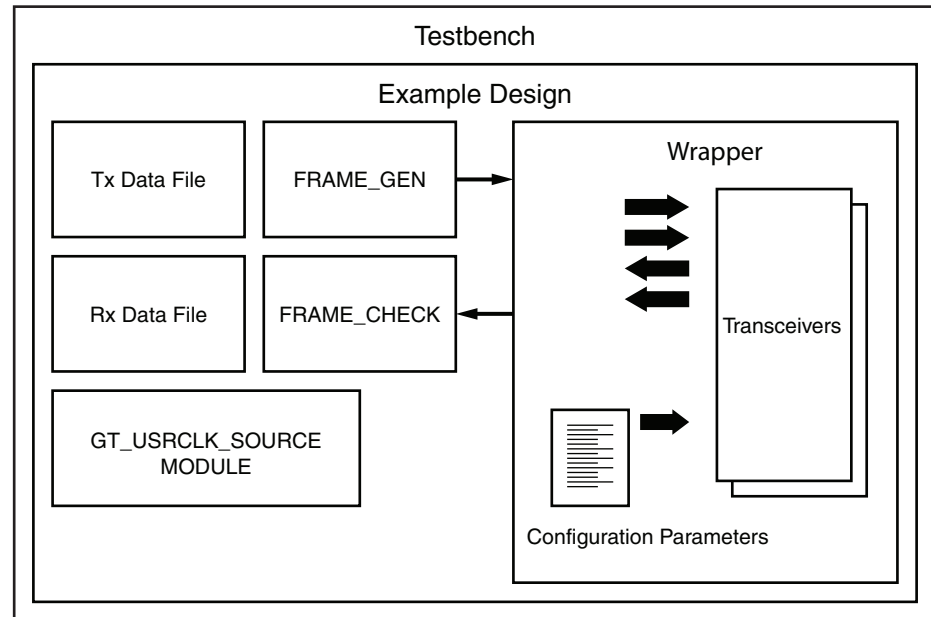 Testbench
Example Design
Tx Data File
FRAME_GEN
Wrapper
Rx Data File
FRAME_CHECK
Transceivers
GT_USRCLK_SOURCE
MODULE
Configuration Parameters